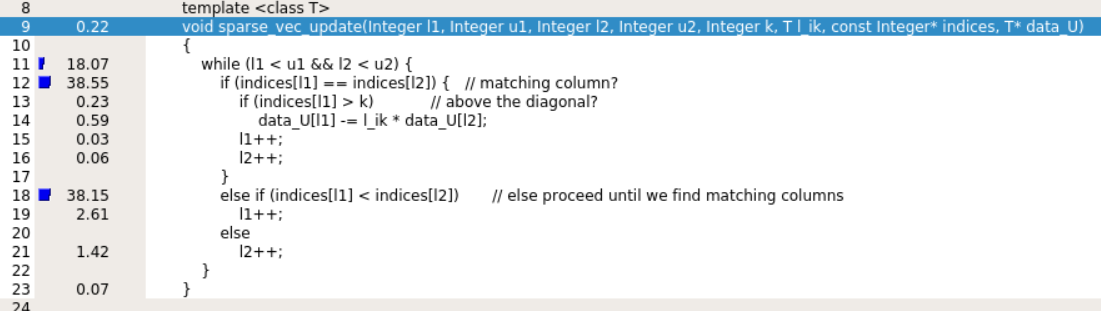 8 template <class T>
9 0.22 void sparse_vec_update(Integer l1, Integer u1, Integer l2, Integer u2, Integer k, T l_ik, const Integer* indices, T* data_U)
10 {
11 18.07 while (l1 < u1 && l2 < u2) {
12 38.55 if (indices[l1] == indices[l2]) { // matching column?
13 0.23 if (indices[l1] > k) // above the diagonal?
14 0.59 data_U[l1] -= l_ik * data_U[l2];
15 0.03 l1++;
16 0.06 l2++;
17 }
18 38.15 else if (indices[l1] < indices[l2]) // else proceed until we find matching columns
19 2.61 l1++;
20 else
21 1.42 l2++;
22 }
23 0.07 }
24